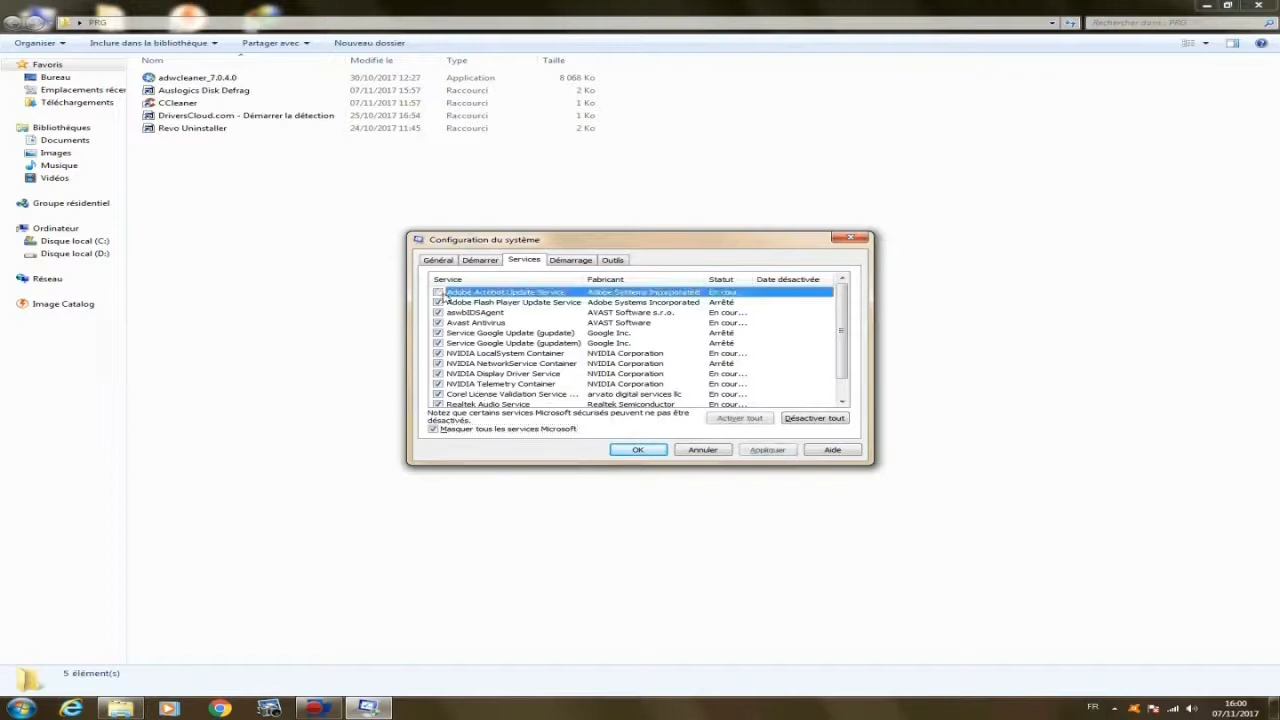 PRG
Rechercher dans : PRG
Organiser Inclure dans la bibliothèque Partager avec Nouveau dossier
Nom Modifié le Type Taille
Favoris
Bureau
Emplacements récer
Téléchargements
Bibliothèques
Documents
Images
Musique
Vidéos
Groupe résidentiel
Ordinateur
Disque local (C:)
Disque local (D:)
Réseau
Image Catalog
adwcleaner_7.0.4.0 30/10/2017 12:27 Application 8 068 Ko
Auslogics Disk Defrag 07/11/2017 15:57 Raccourci 2 Ko
CCleaner 07/11/2017 11:57 Raccourci 1 Ko
DriversCloud.com - Démarrer la détection 25/10/2017 16:54 Raccourci 1 Ko
Revo Uninstaller 24/10/2017 11:45 Raccourci 2 Ko
Configuration du système
Général Démarrer Services Démarrage Outils
Service Fabricant Statut Date désactivée
Adobe Acrobat Update Service Adobe Systems Incorporated En cour...
Adobe Flash Player Update Service Adobe Systems Incorporated Arrêté
aswbIDSAgent AVAST Software s.r.o. En cour...
Avast Antivirus AVAST Software En cour...
Service Google Update (gupdate) Google Inc. Arrêté
Service Google Update (gupdatem) Google Inc. Arrêté
NVIDIA LocalSystem Container NVIDIA Corporation En cour...
NVIDIA NetworkService Container NVIDIA Corporation Arrêté
NVIDIA Display Driver Service NVIDIA Corporation En cour...
NVIDIA Telemetry Container NVIDIA Corporation En cour...
Corel License Validation Service ... arvato digital services llc En cour...
Realtek Audio Service Realtek Semiconductor En cour...
Notez que certains services Microsoft sécurisés peuvent ne pas être
désactivés.
Activer tout Désactiver tout
Masquer tous les services Microsoft
OK Annuler Appliquer Aide
5 élément(s)
FR
16:00
07/11/2017